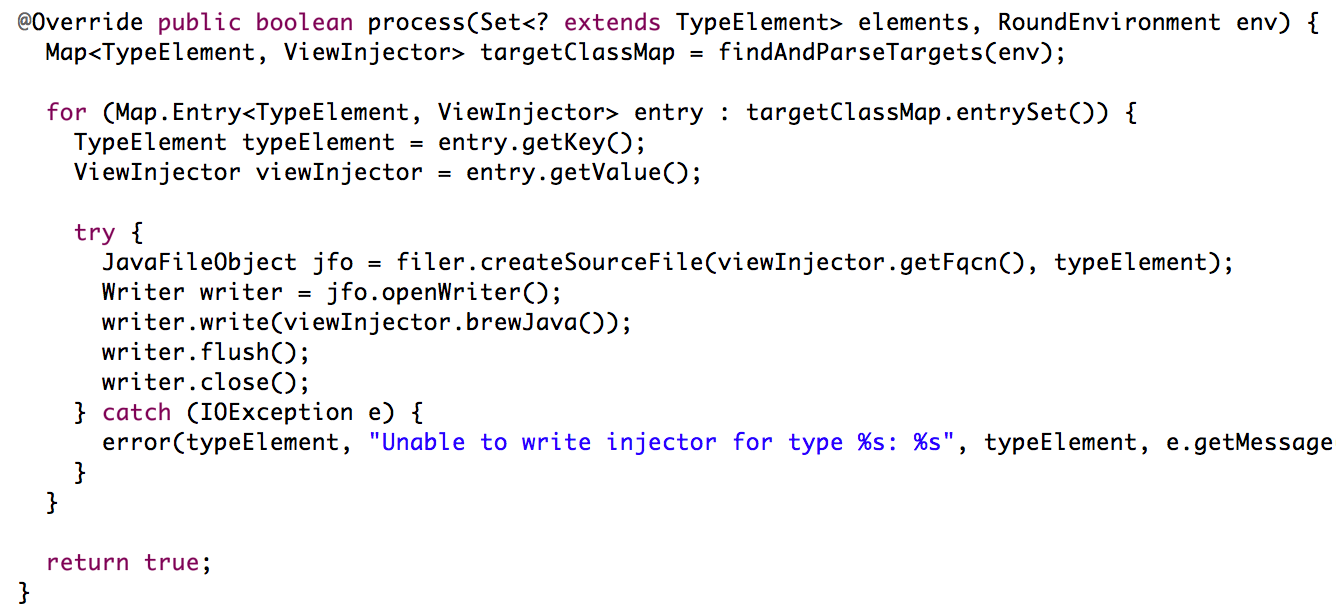 @Override public boolean process(Set<? extends TypeElement> elements, RoundEnvironment env) {
  Map<TypeElement, ViewInjector> targetClassMap = findAndParseTargets(env);

  for (Map.Entry<TypeElement, ViewInjector> entry : targetClassMap.entrySet()) {
    TypeElement typeElement = entry.getKey();
    ViewInjector viewInjector = entry.getValue();

    try {
      JavaFileObject jfo = filer.createSourceFile(viewInjector.getFqcn(), typeElement);
      Writer writer = jfo.openWriter();
      writer.write(viewInjector.brewJava());
      writer.flush();
      writer.close();
    } catch (IOException e) {
      error(typeElement, "Unable to write injector for type %s: %s", typeElement, e.getMessage
    }
  }

  return true;
}